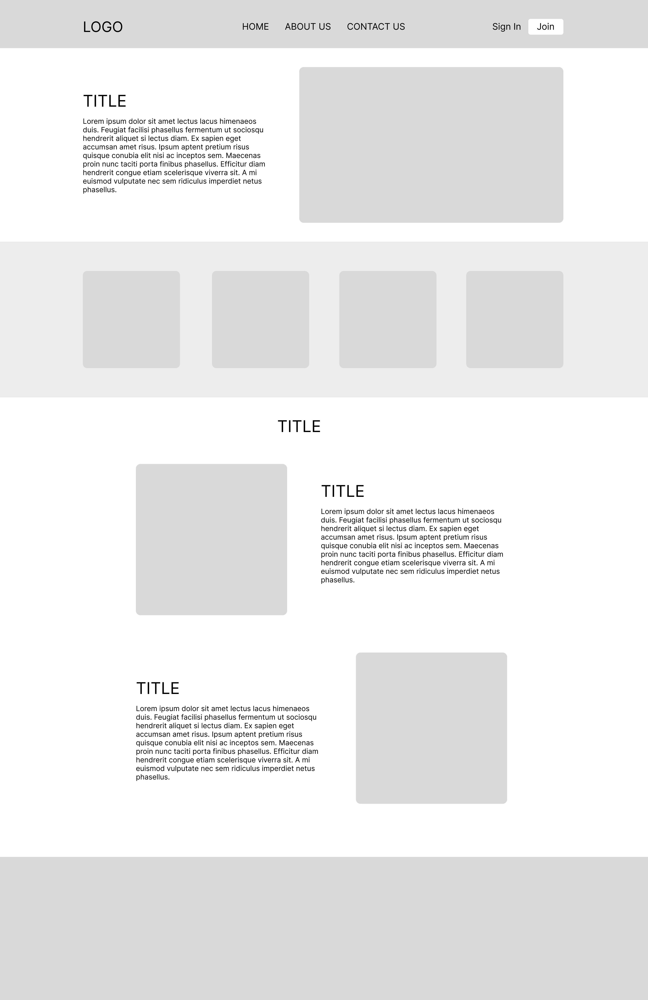 LOGO HOME ABOUT US CONTACT US Sign In Join
TITLE
Lorem ipsum dolor sit amet lectus lacus himenaeos
duis. Feugiat facilisi phasellus fermentum ut sociosqu
hendrerit aliquet si lectus diam. Ex sapien eget
accumsan amet risus. Ipsum aptent pretium risus
quisque conubia elit nisi ac inceptos sem. Maecenas
proin nunc taciti porta finibus phasellus. Efficitur diam
hendrerit congue etiam scelerisque viverra sit. A mi
euismod vulputate nec sem ridiculus imperdiet netus
phasellus.
TITLE
TITLE
Lorem ipsum dolor sit amet lectus lacus himenaeos
duis. Feugiat facilisi phasellus fermentum ut sociosqu
hendrerit aliquet si lectus diam. Ex sapien eget
accumsan amet risus. Ipsum aptent pretium risus
quisque conubia elit nisi ac inceptos sem. Maecenas
proin nunc taciti porta finibus phasellus. Efficitur diam
hendrerit congue etiam scelerisque viverra sit. A mi
euismod vulputate nec sem ridiculus imperdiet netus
phasellus.
TITLE
Lorem ipsum dolor sit amet lectus lacus himenaeos
duis. Feugiat facilisi phasellus fermentum ut sociosqu
hendrerit aliquet si lectus diam. Ex sapien eget
accumsan amet risus. Ipsum aptent pretium risus
quisque conubia elit nisi ac inceptos sem. Maecenas
proin nunc taciti porta finibus phasellus. Efficitur diam
hendrerit congue etiam scelerisque viverra sit. A mi
euismod vulputate nec sem ridiculus imperdiet netus
phasellus.